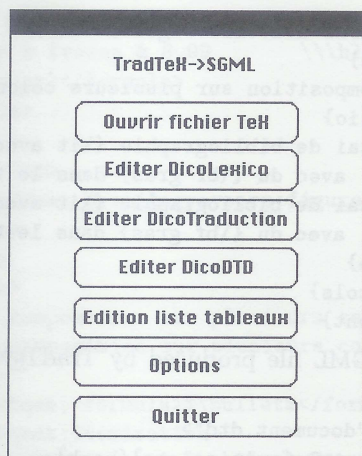 TradTeX->SGML
Ouvrir fichier TeX
Editer DicoLexico
Editer DicoTraduction
Editer DicoDTD
Edition liste tableaux
Options
Quitter